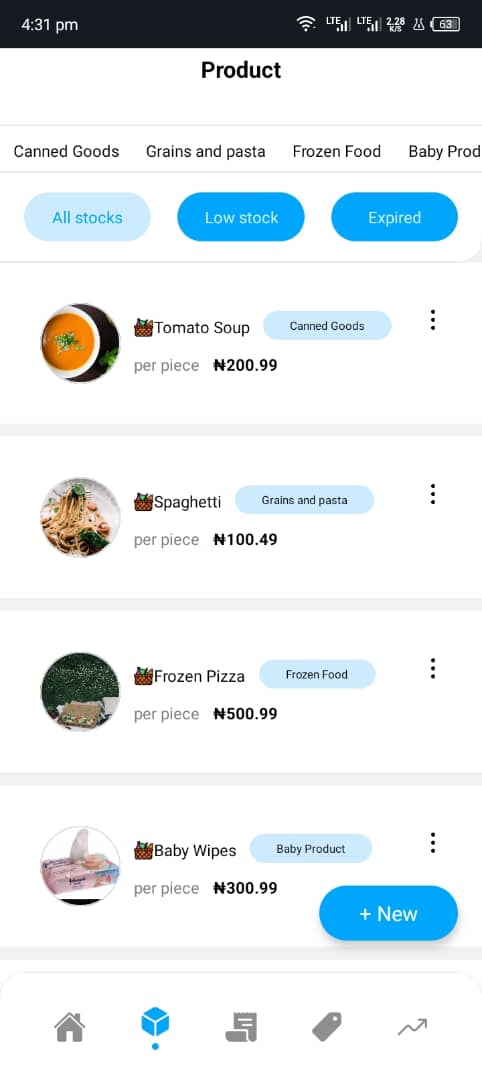 4:31 pm
LTE LTE 2.28 K/S 63
Product
Canned Goods Grains and pasta Frozen Food Baby Prod
All stocks Low stock Expired
Tomato Soup Canned Goods
per piece ₦200.99
Spaghetti Grains and pasta
per piece ₦100.49
Frozen Pizza Frozen Food
per piece ₦500.99
Baby Wipes Baby Product
per piece ₦300.99
+ New